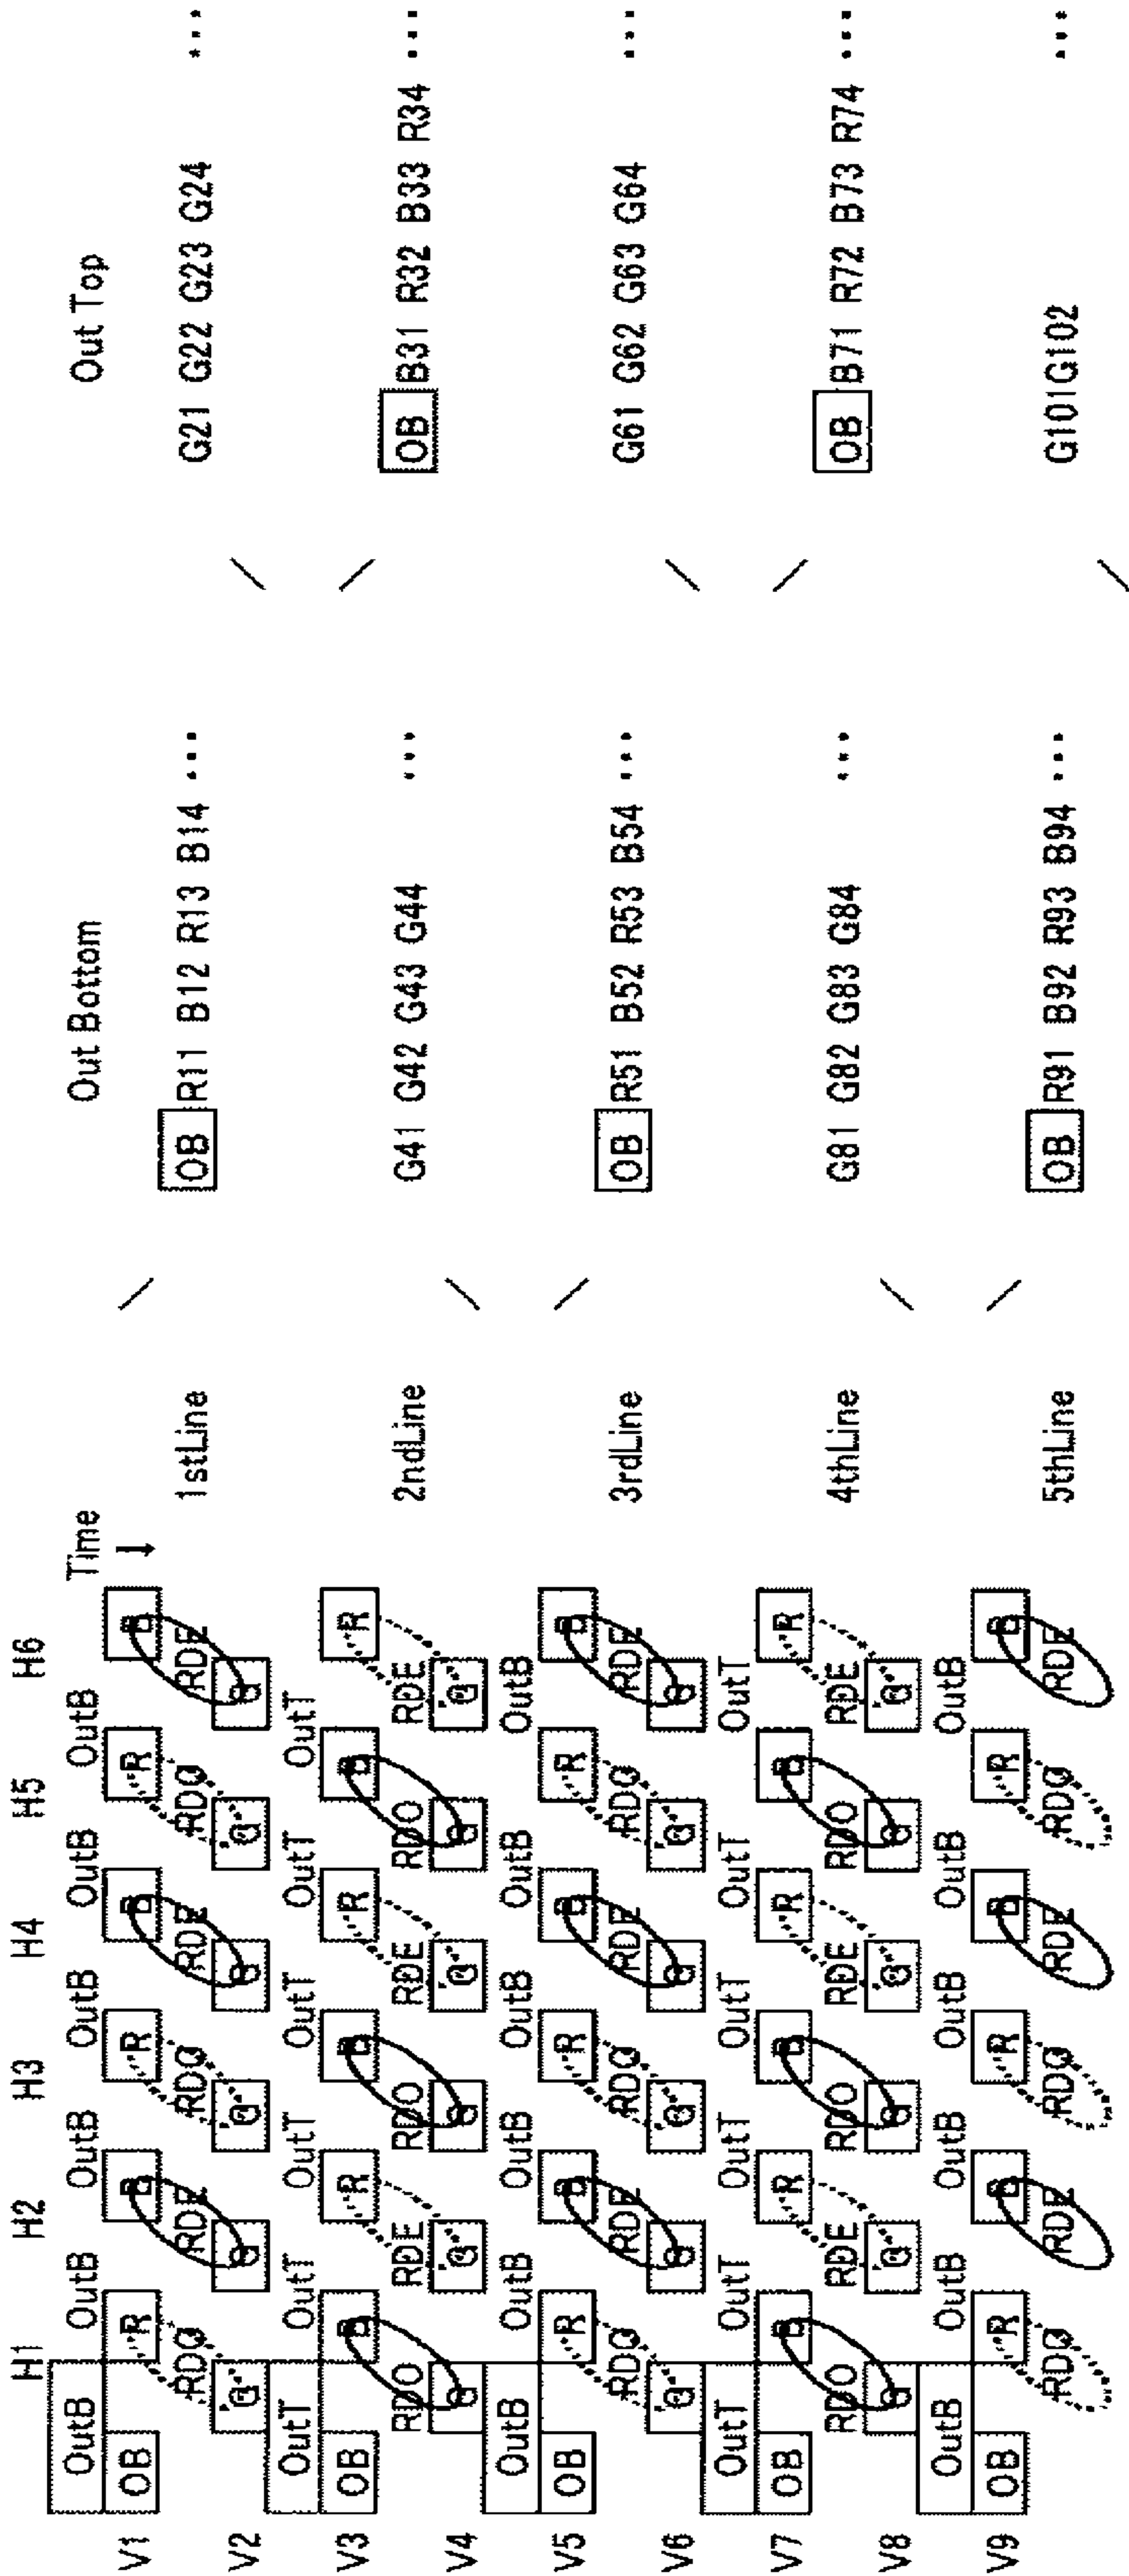 H1 H2 H3 H4 H5 H6
Time
Out Bottom
Out Top
OutB OutB OutB OutB OutB OutB
V1 OB R B R B R B
RDO RDE RDO RDE RDO RDE 1stLine OB R11 B12 R13 B14 ... G21 G22 G23 G24 ...
V2 G G G G G G
OutT OutT OutT OutT OutT OutT
V3 OB B R B R B R
RDO RDE RDO RDE RDO RDE 2ndLine G41 G42 G43 G44 ... OB B31 R32 B33 R34 ...
V4 G G G G G G
OutB OutB OutB OutB OutB OutB
V5 OB R B R B R B
RDO RDE RDO RDE RDO RDE 3rdLine OB R51 B52 R53 B54 ... G61 G62 G63 G64 ...
V6 G G G G G G
OutT OutT OutT OutT OutT OutT
V7 OB B R B R B R
RDO RDE RDO RDE RDO RDE 4thLine G81 G82 G83 G84 ... OB B71 R72 B73 R74 ...
V8 G G G G G G
OutB OutB OutB OutB OutB OutB
V9 OB R B R B R B
RDO RDE RDO RDE RDO RDE 5thLine OB R91 B92 R93 B94 ... G101G102 ...